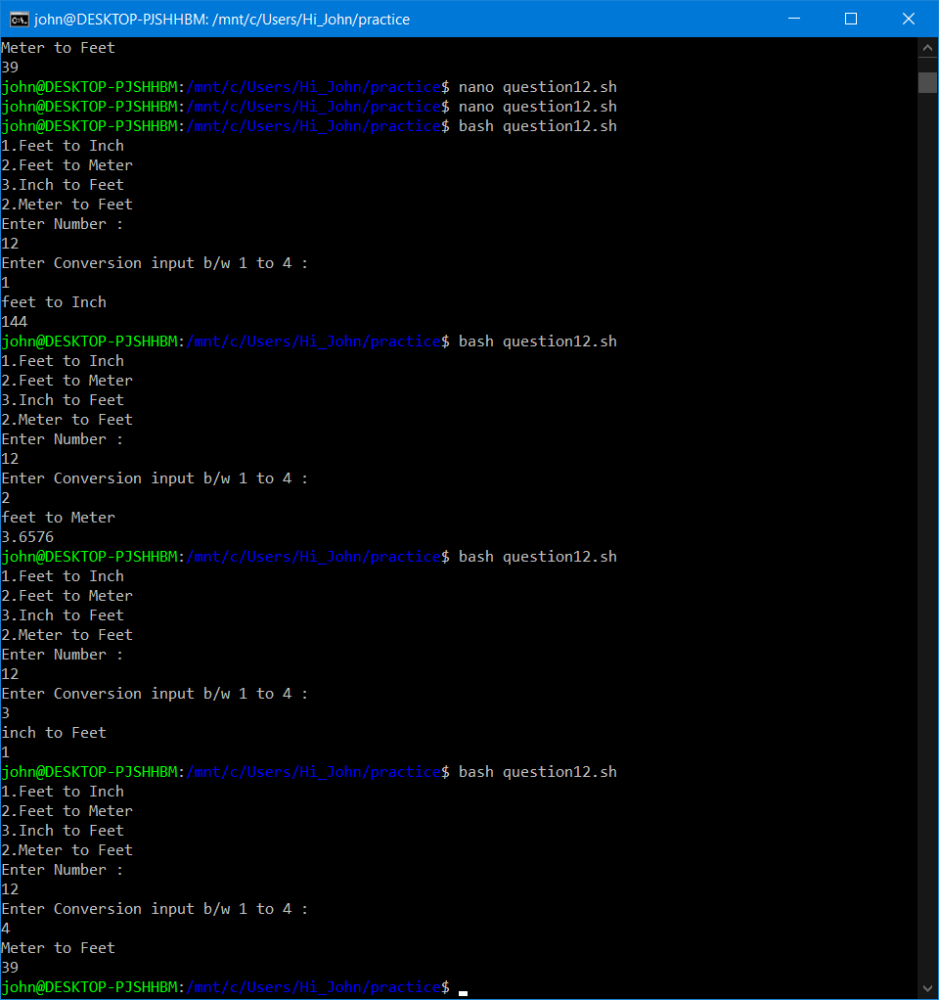 john@DESKTOP-PJSHHBM: /mnt/c/Users/Hi_John/practice
Meter to Feet
39
john@DESKTOP-PJSHHBM:/mnt/c/Users/Hi_John/practice$ nano question12.sh
john@DESKTOP-PJSHHBM:/mnt/c/Users/Hi_John/practice$ nano question12.sh
john@DESKTOP-PJSHHBM:/mnt/c/Users/Hi_John/practice$ bash question12.sh
1.Feet to Inch
2.Feet to Meter
3.Inch to Feet
2.Meter to Feet
Enter Number :
12
Enter Conversion input b/w 1 to 4 :
1
feet to Inch
144
john@DESKTOP-PJSHHBM:/mnt/c/Users/Hi_John/practice$ bash question12.sh
1.Feet to Inch
2.Feet to Meter
3.Inch to Feet
2.Meter to Feet
Enter Number :
12
Enter Conversion input b/w 1 to 4 :
2
feet to Meter
3.6576
john@DESKTOP-PJSHHBM:/mnt/c/Users/Hi_John/practice$ bash question12.sh
1.Feet to Inch
2.Feet to Meter
3.Inch to Feet
2.Meter to Feet
Enter Number :
12
Enter Conversion input b/w 1 to 4 :
3
inch to Feet
1
john@DESKTOP-PJSHHBM:/mnt/c/Users/Hi_John/practice$ bash question12.sh
1.Feet to Inch
2.Feet to Meter
3.Inch to Feet
2.Meter to Feet
Enter Number :
12
Enter Conversion input b/w 1 to 4 :
4
Meter to Feet
39
john@DESKTOP-PJSHHBM:/mnt/c/Users/Hi_John/practice$